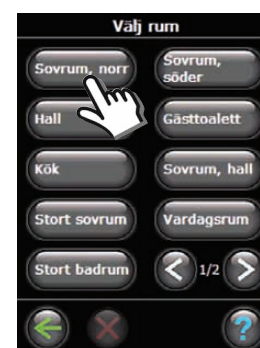 Välj rum
Sovrum, norr
Sovrum,
söder
Hall
Gästtoalett
Kök
Sovrum, hall
Stort sovrum
Vardagsrum
Stort badrum
< 1/2 >
?